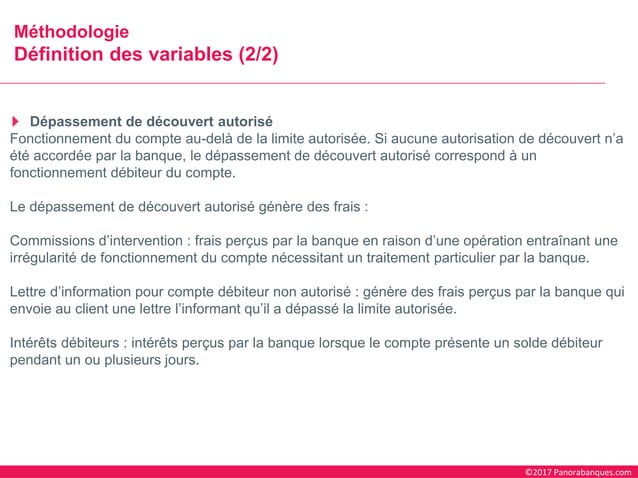 Méthodologie
Définition des variables (2/2)
Dépassement de découvert autorisé
Fonctionnement du compte au-delà de la limite autorisée. Si aucune autorisation de découvert n’a
été accordée par la banque, le dépassement de découvert autorisé correspond à un
fonctionnement débiteur du compte.
Le dépassement de découvert autorisé génère des frais :
Commissions d’intervention : frais perçus par la banque en raison d’une opération entraînant une
irrégularité de fonctionnement du compte nécessitant un traitement particulier par la banque.
Lettre d’information pour compte débiteur non autorisé : génère des frais perçus par la banque qui
envoie au client une lettre l’informant qu’il a dépassé la limite autorisée.
Intérêts débiteurs : intérêts perçus par la banque lorsque le compte présente un solde débiteur
pendant un ou plusieurs jours.
©2017 Panorabanques.com